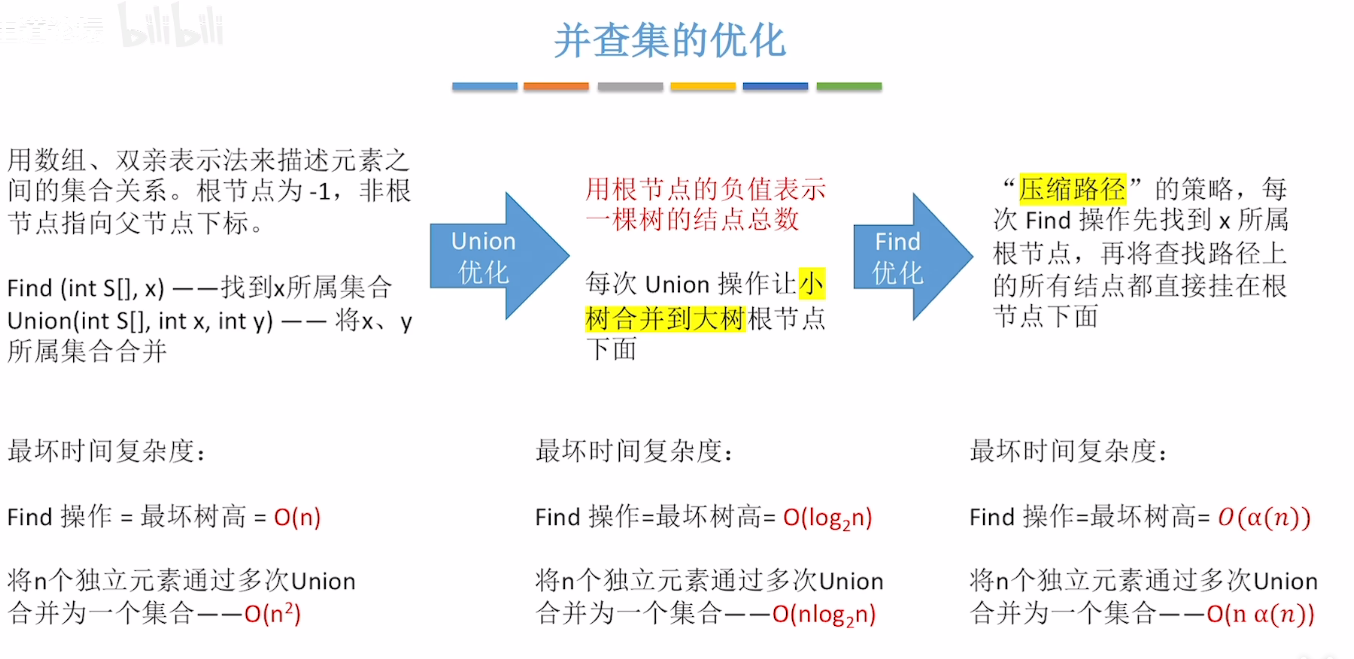 bilibili
并查集的优化
用数组、双亲表示法来描述元素之
间的集合关系。根节点为 -1，非根
节点指向父节点下标。
Find (int S[], x) ——找到x所属集合
Union(int S[], int x, int y) —— 将x、y
所属集合合并
Union
优化
用根节点的负值表示
一棵树的结点总数
每次 Union 操作让小
树合并到大树根节点
下面
Find
优化
“压缩路径”的策略，每
次 Find 操作先找到 x 所属
根节点，再将查找路径上
的所有结点都直接挂在根
节点下面
最坏时间复杂度：
Find 操作 = 最坏树高 = O(n)
将n个独立元素通过多次Union
合并为一个集合——O(n²)
最坏时间复杂度：
Find 操作=最坏树高= O(log₂n)
将n个独立元素通过多次Union
合并为一个集合——O(nlog₂n)
最坏时间复杂度：
Find 操作=最坏树高= O(α(n))
将n个独立元素通过多次Union
合并为一个集合——O(n α(n))